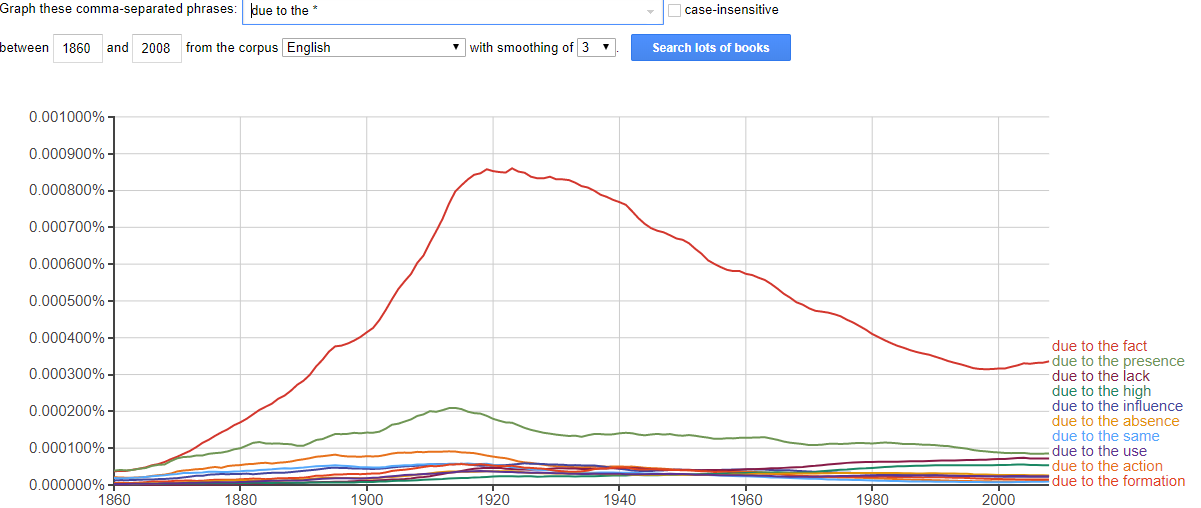 Graph these comma-separated phrases: due to the * case-insensitive
between 1860 and 2008 from the corpus English with smoothing of 3 . Search lots of books
0.001000%
0.000900%
0.000800%
0.000700%
0.000600%
0.000500%
0.000400%
0.000300%
0.000200%
0.000100%
0.000000%
1860 1880 1900 1920 1940 1960 1980 2000
due to the fact
due to the presence
due to the lack
due to the high
due to the influence
due to the absence
due to the same
due to the use
due to the action
due to the formation